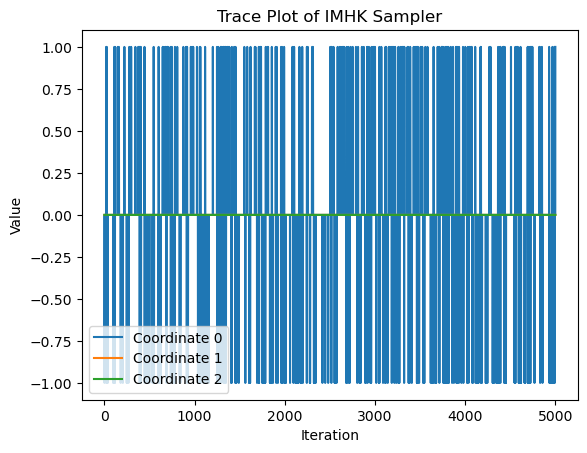 Trace Plot of IMHK Sampler
Value
1.00
0.75
0.50
0.25
0.00
−0.25
−0.50
−0.75
−1.00
Coordinate 0
Coordinate 1
Coordinate 2
0 1000 2000 3000 4000 5000
Iteration